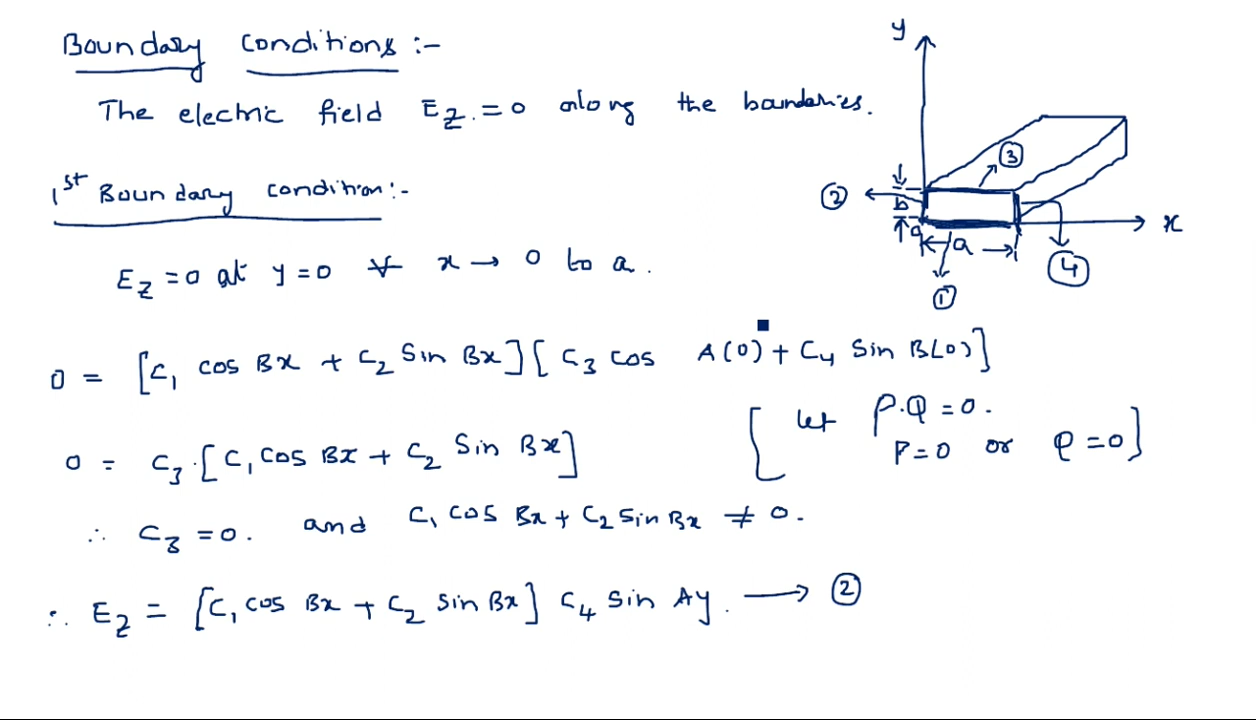 Boundary Conditions :-
The electric field E_z = 0 along the boundaries.
1st Boundary condition :-
E_z = 0 at y = 0 ∀ x → 0 to a.
0 = [C1 cos Bx + C2 Sin Bx] [C3 cos A(0) + C4 Sin B(0)]
0 = C3 . [C1 cos Bx + C2 Sin Bx]
[let P.Q = 0.
P = 0 or Q = 0]
∴ C3 = 0. and C1 cos Bx + C2 Sin Bx ≠ 0.
∴ E_z = [C1 cos Bx + C2 Sin Bx] C4 Sin Ay. → ②
y
③
②
b
x
a
④
①